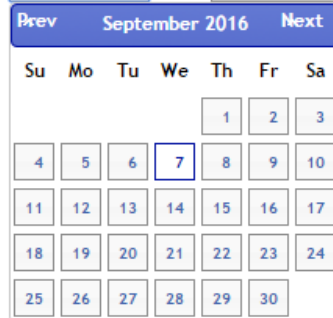 Prev September 2016 Next
Su Mo Tu We Th Fr Sa
1 2 3
4 5 6 7 8 9 10
11 12 13 14 15 16 17
18 19 20 21 22 23 24
25 26 27 28 29 30